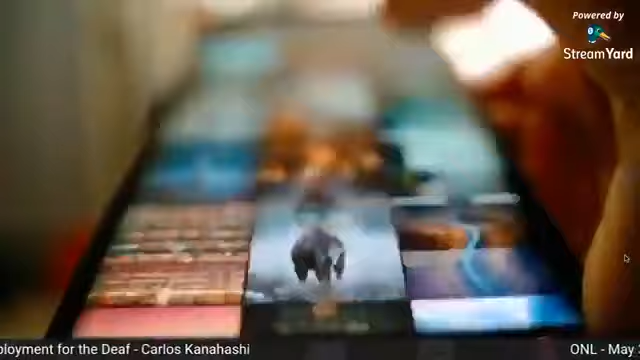 Powered by
StreamYard
ployment for the Deaf - Carlos Kanahashi
ONL - May